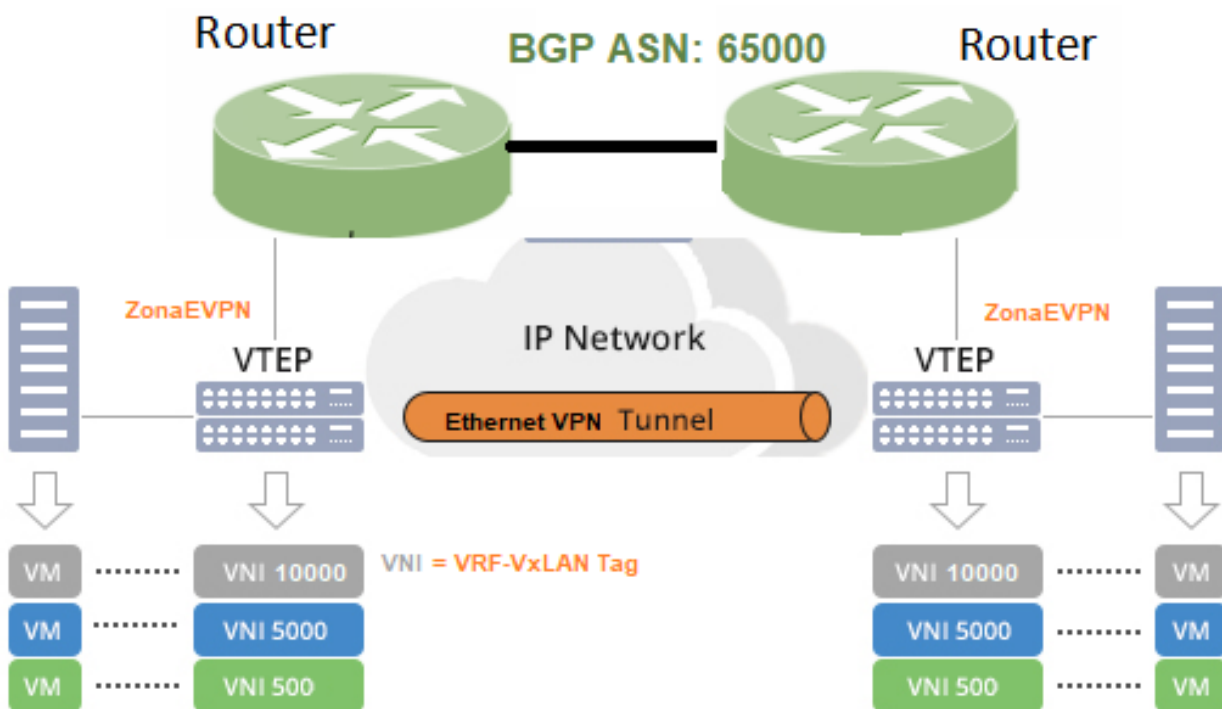 Router
BGP ASN: 65000
Router
ZonaEVPN
ZonaEVPN
IP Network
VTEP
VTEP
Ethernet VPN Tunnel
VNI = VRF-VxLAN Tag
VM
VNI 10000
VNI 10000
VM
VM
VNI 5000
VNI 5000
VM
VM
VNI 500
VNI 500
VM